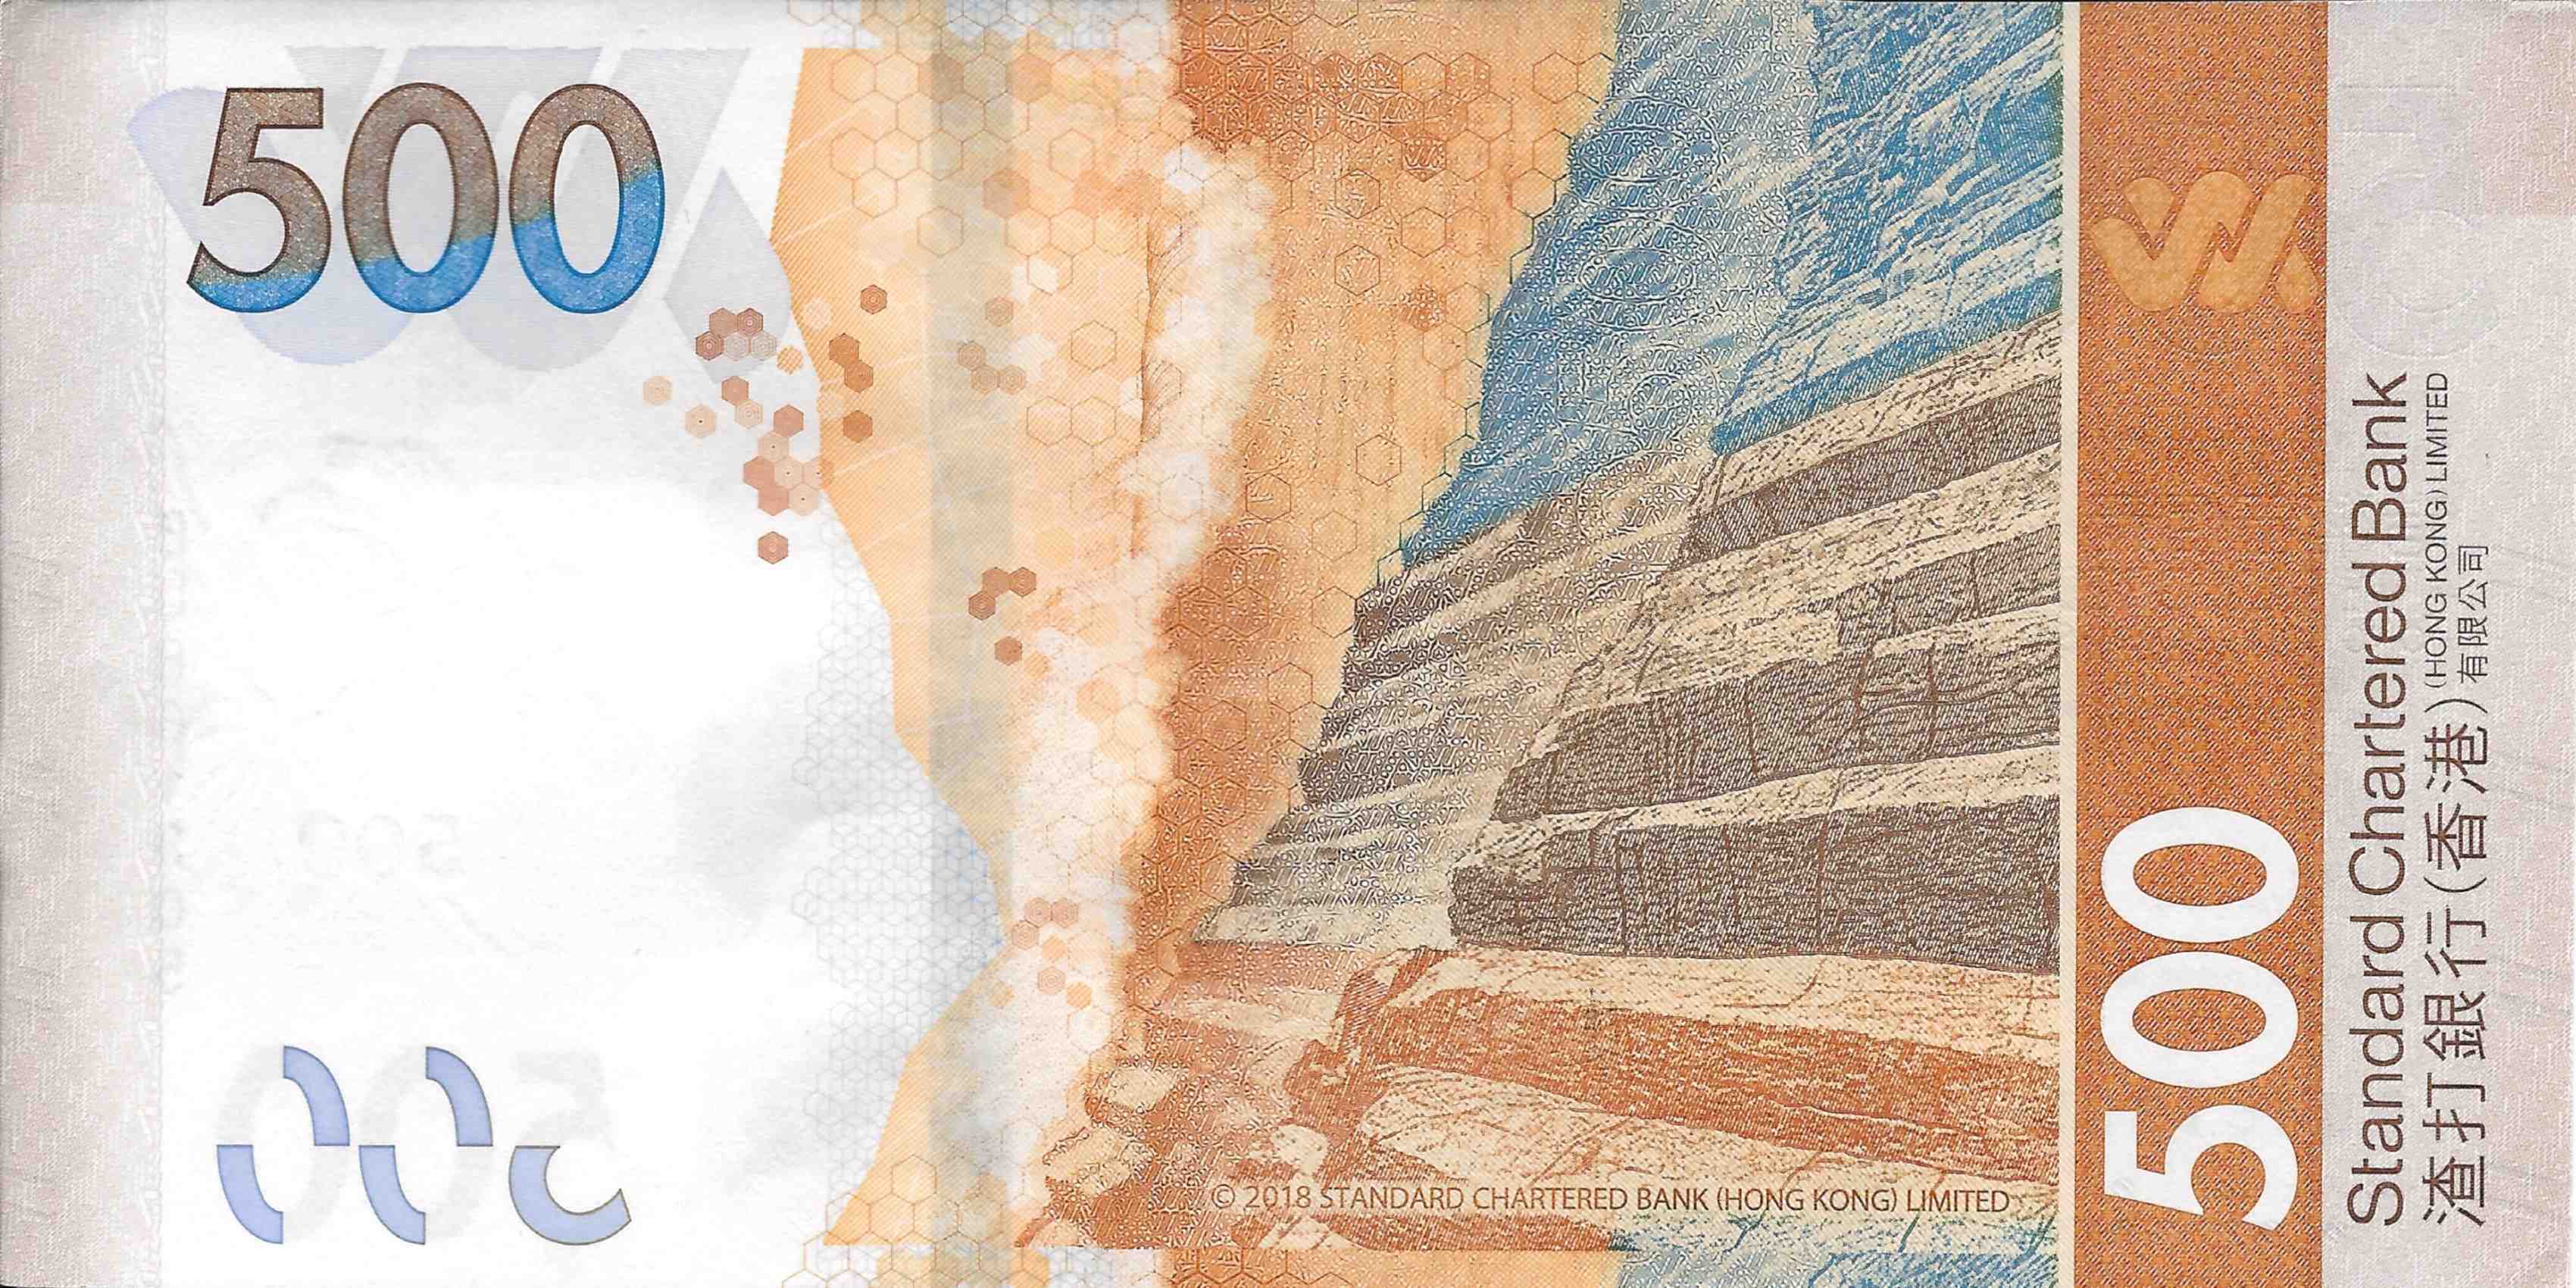 500
© 2018 STANDARD CHARTERED BANK (HONG KONG) LIMITED
500
Standard Chartered Bank
渣打銀行(香港)
(HONG KONG) LIMITED
有限公司